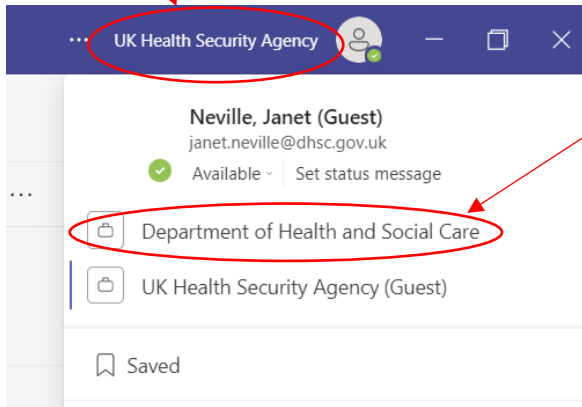 ... UK Health Security Agency
Neville, Janet (Guest)
janet.neville@dhsc.gov.uk
Available Set status message
...
Department of Health and Social Care
UK Health Security Agency (Guest)
Saved